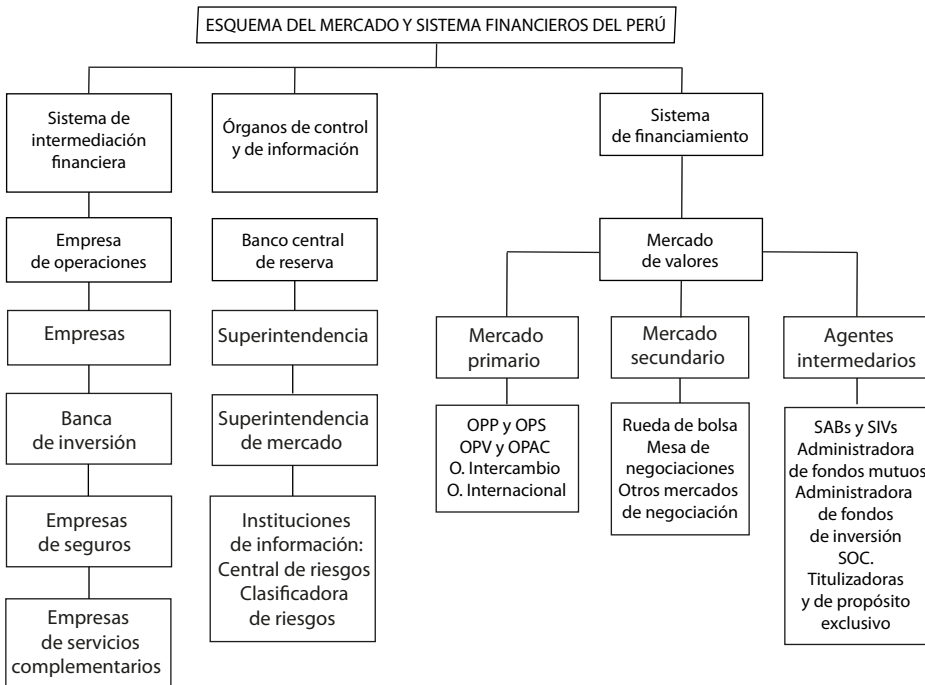 ESQUEMA DEL MERCADO Y SISTEMA FINANCIEROS DEL PERÚ
Sistema de
intermediación
financiera
Empresa
de operaciones
Empresas
Banca
de inversión
Empresas
de seguros
Empresas
de servicios
complementarios
Órganos de control
y de información
Banco central
de reserva
Superintendencia
Superintendencia
de mercado
Instituciones
de información:
Central de riesgos
Clasificadora
de riesgos
Sistema
de financiamiento
Mercado
de valores
Mercado
primario
OPP y OPS
OPV y OPAC
O. Intercambio
O. Internacional
Mercado
secundario
Rueda de bolsa
Mesa de
negociaciones
Otros mercados
de negociación
Agentes
intermedarios
SABs y SIVs
Administradora
de fondos mutuos
Administradora
de fondos
de inversión
SOC.
Titulizadoras
y de propósito
exclusivo